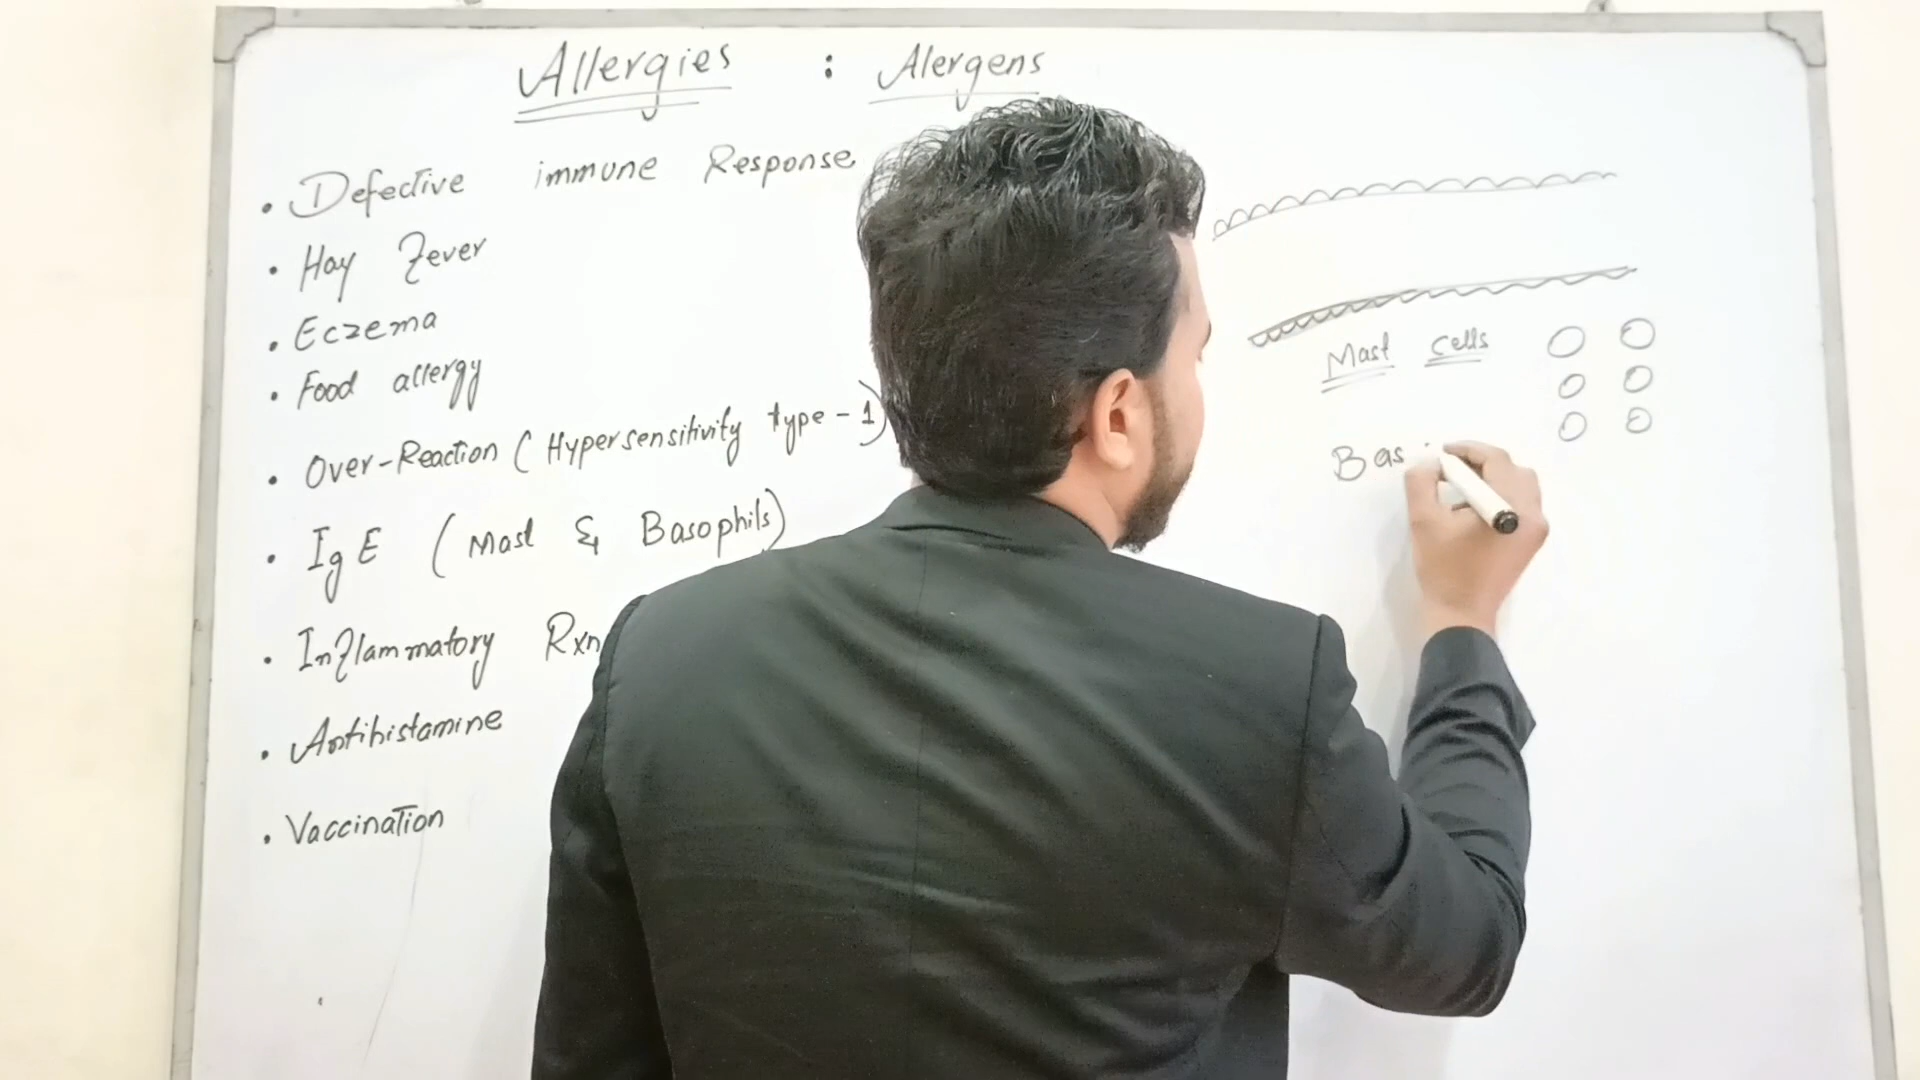 Allergies : Alergens
• Defective immune Response
• Hay Fever
• Eczema
• Food allergy
• Over-Reaction ( Hypersensitivity type - 1)
• IgE ( Mast & Basophils)
• Inflammatory Rxn
• Antihistamine
• Vaccination
Mast cells
Bas